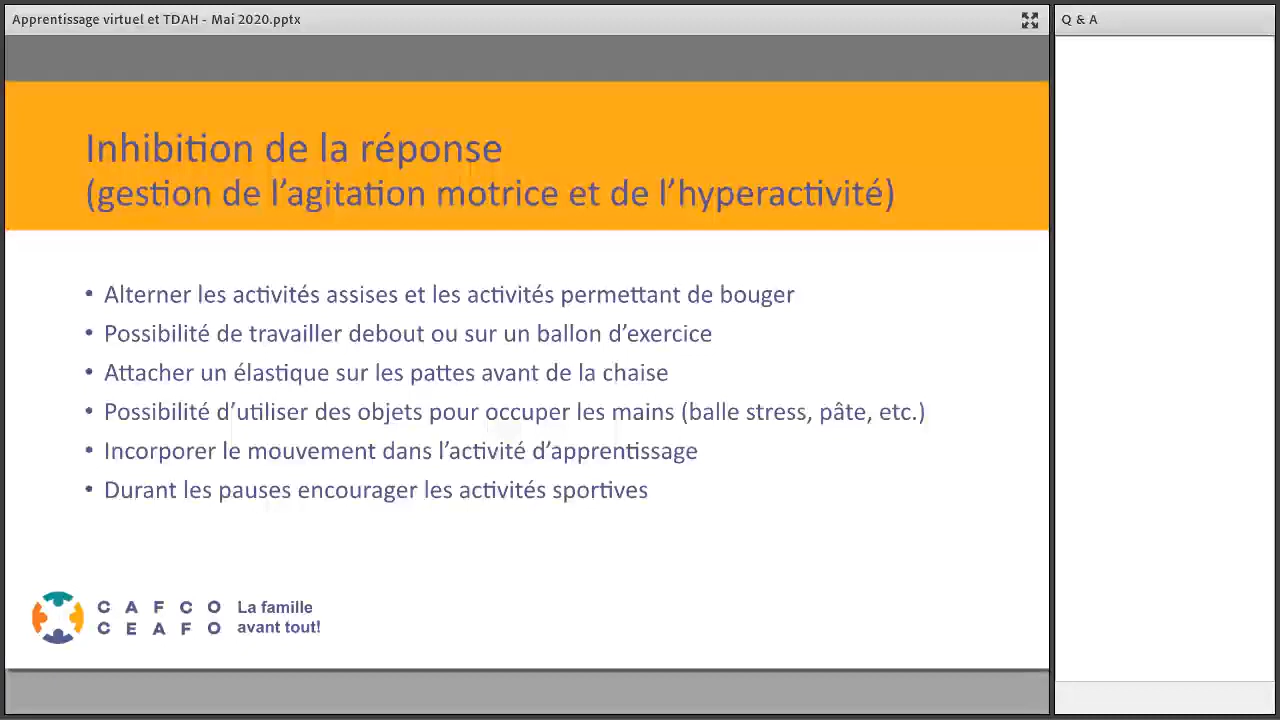 Apprentissage virtuel et TDAH - Mai 2020.pptx
Q & A
Inhibition de la réponse
(gestion de l’agitation motrice et de l’hyperactivité)
• Alterner les activités assises et les activités permettant de bouger
• Possibilité de travailler debout ou sur un ballon d’exercice
• Attacher un élastique sur les pattes avant de la chaise
• Possibilité d’utiliser des objets pour occuper les mains (balle stress, pâte, etc.)
• Incorporer le mouvement dans l’activité d’apprentissage
• Durant les pauses encourager les activités sportives
CAFCO La famille
CEAFO avant tout!